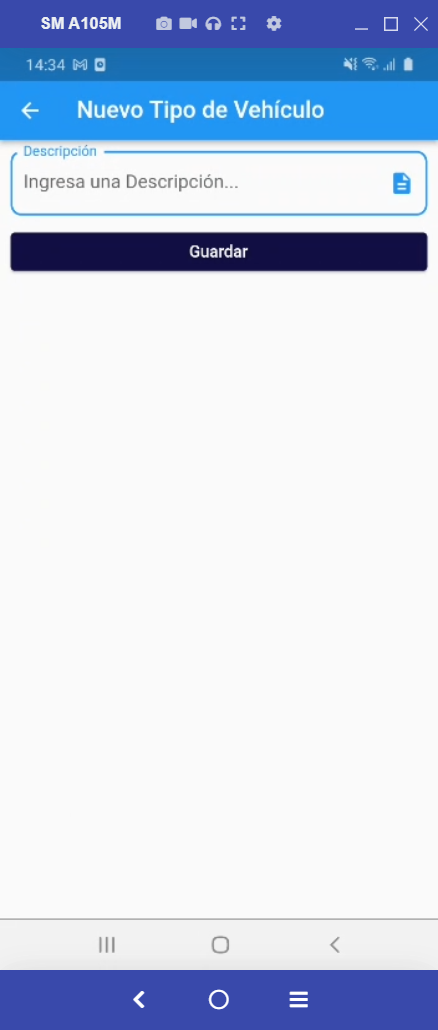 SM A105M
14:34
Nuevo Tipo de Vehículo
Descripción
Ingresa una Descripción...
Guardar